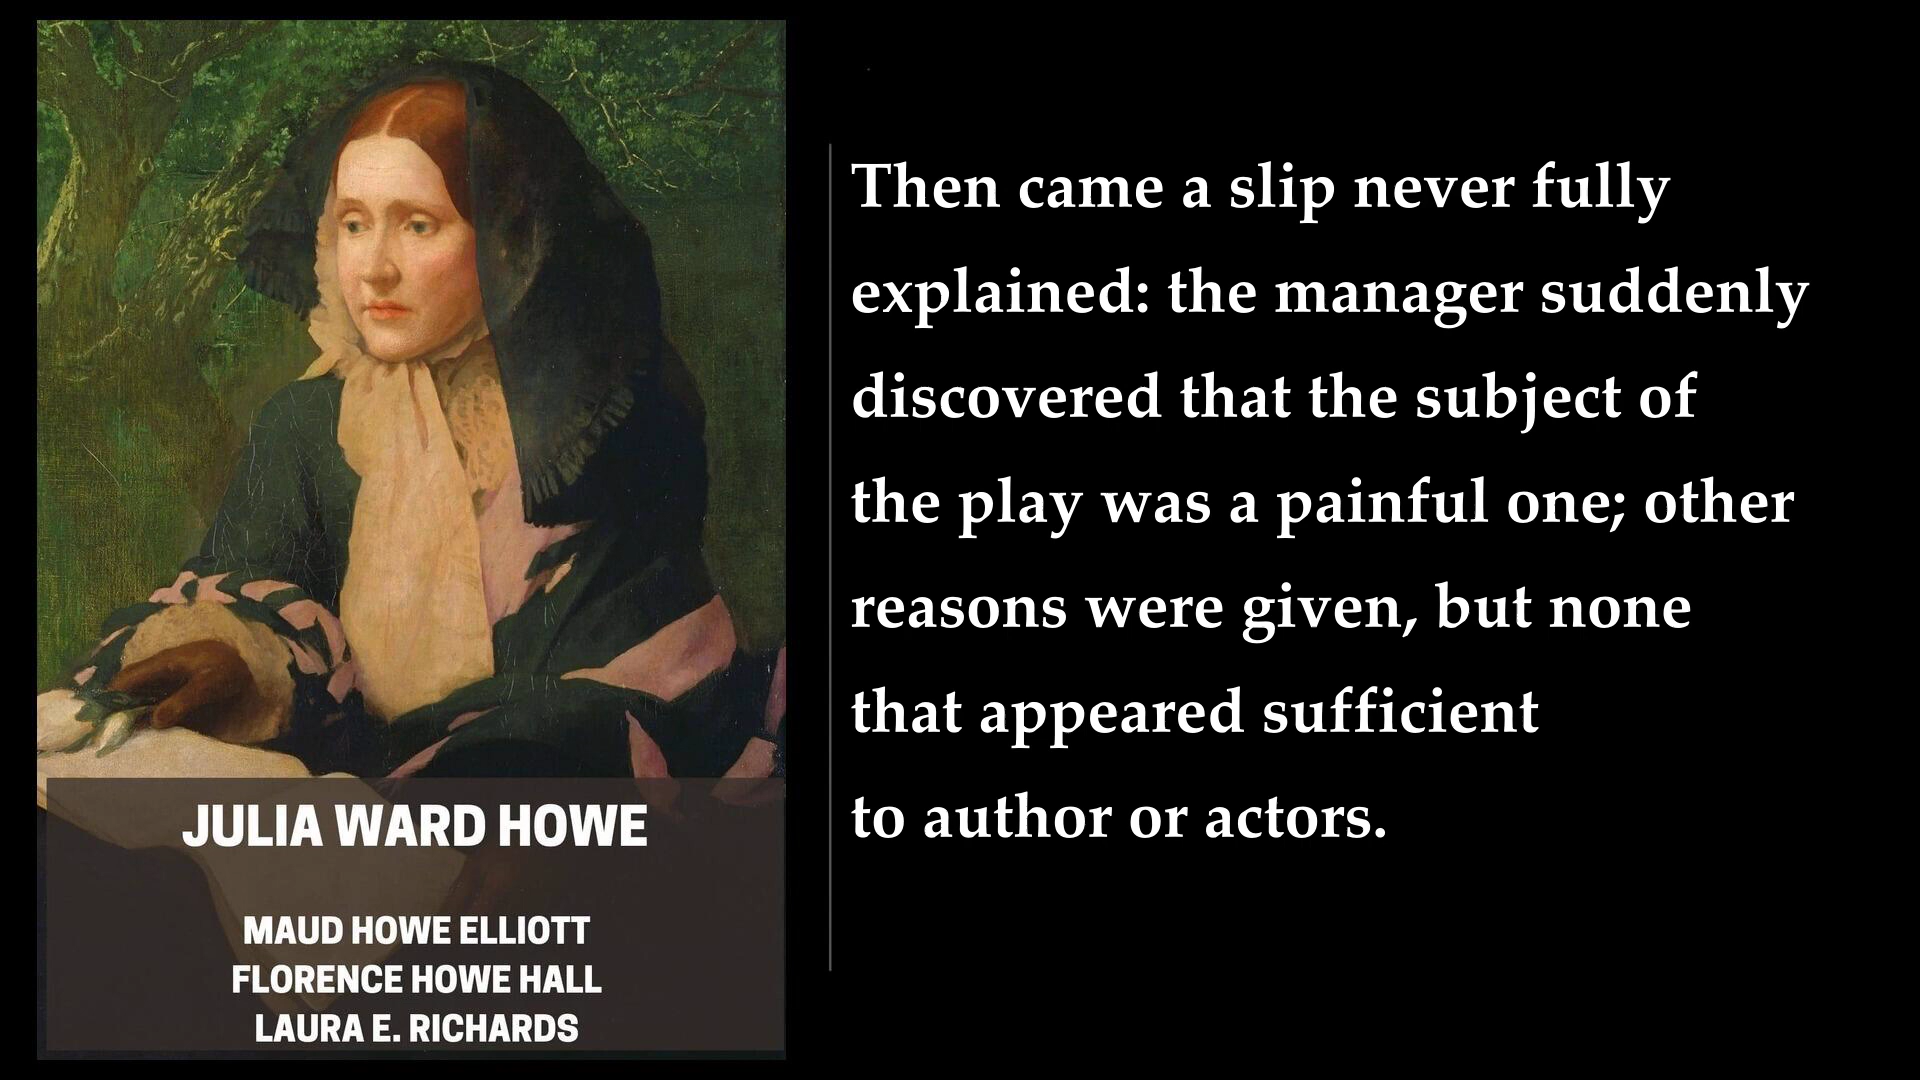 JULIA WARD HOWE
MAUD HOWE ELLIOTT
FLORENCE HOWE HALL
LAURA E. RICHARDS
Then came a slip never fully
explained: the manager suddenly
discovered that the subject of
the play was a painful one; other
reasons were given, but none
that appeared sufficient
to author or actors.